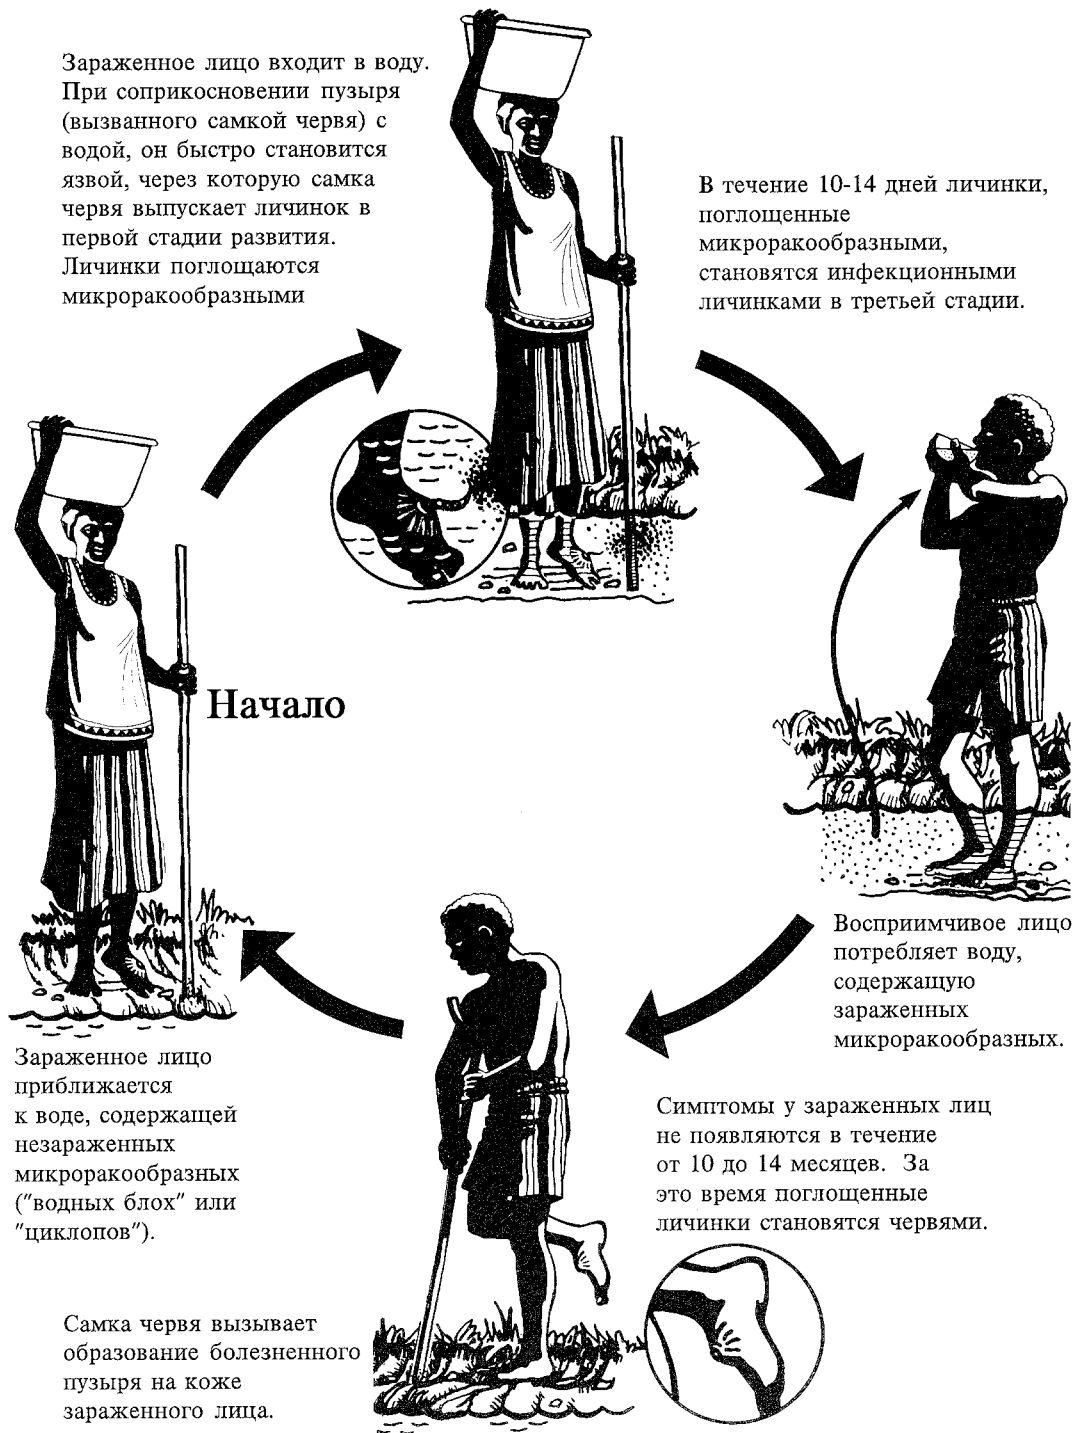 Зараженное лицо входит в воду.
При соприкосновении пузыря
(вызванного самкой червя) с
водой, он быстро становится
язвой, через которую самка
червя выпускает личинок в
первой стадии развития.
Личинки поглощаются
микроракообразными
В течение 10-14 дней личинки,
поглощенные
микроракообразными,
становятся инфекционными
личинками в третьей стадии.
Начало
Восприимчивое лицо
потребляет воду,
содержащую
зараженных
микроракообразных.
Зараженное лицо
приближается
к воде, содержащей
незараженных
микроракообразных
("водных блох" или
"циклопов").
Симптомы у зараженных лиц
не появляются в течение
от 10 до 14 месяцев. За
это время поглощенные
личинки становятся червями.
Самка червя вызывает
образование болезненного
пузыря на коже
зараженного лица.